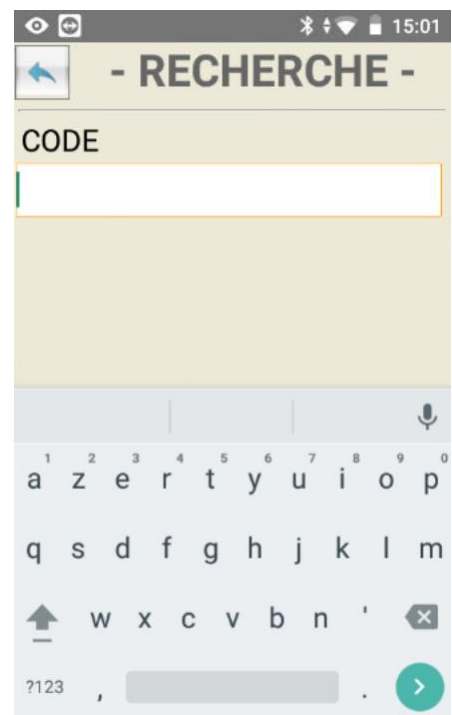 15:01
- RECHERCHE -
CODE
1 2 3 4 5 6 7 8 9 0
a z e r t y u i o p
q s d f g h j k l m
w x c v b n '
?123 , .